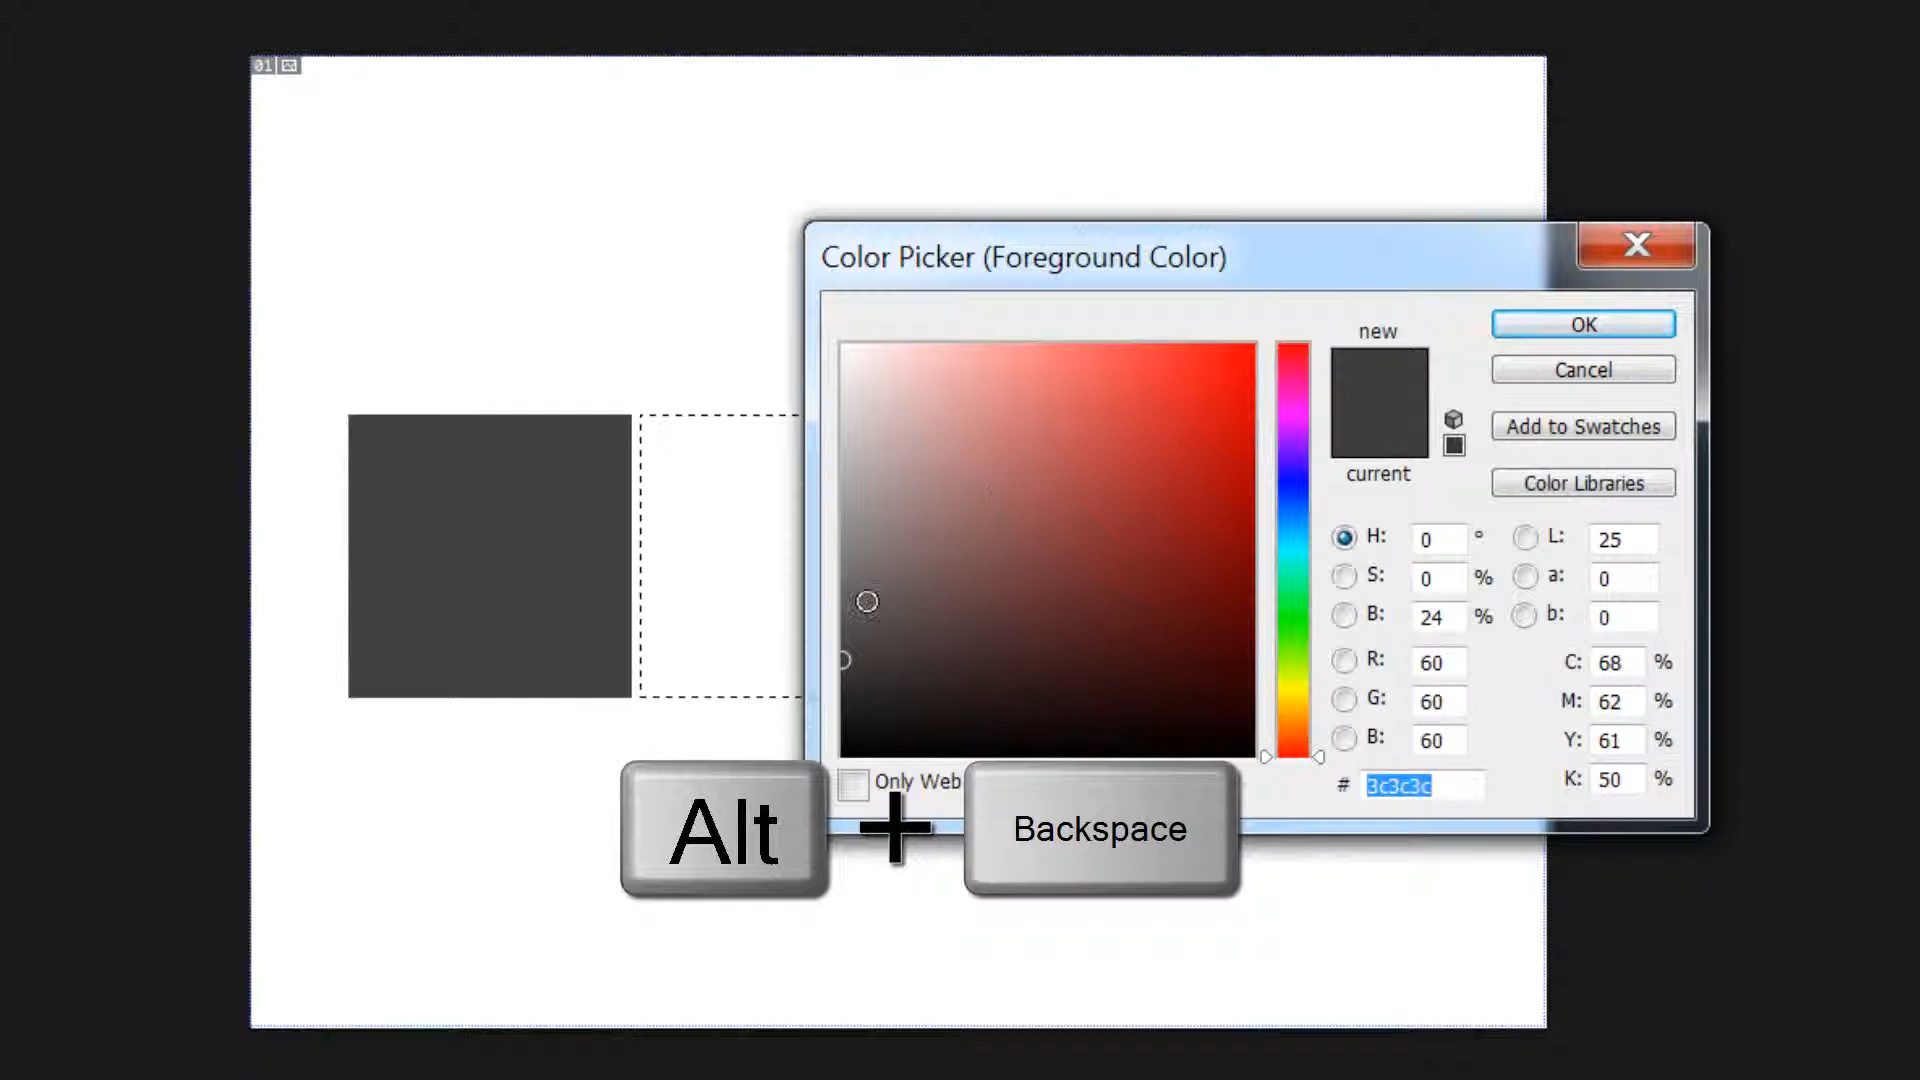 01
Color Picker (Foreground Color)
new
OK
Cancel
Add to Swatches
current
Color Libraries
H: 0 ° L: 25
S: 0 % a: 0
B: 24 % b: 0
R: 60 C: 68 %
G: 60 M: 62 %
B: 60 Y: 61 %
# 3c3c3c K: 50 %
Only Web
Alt + Backspace